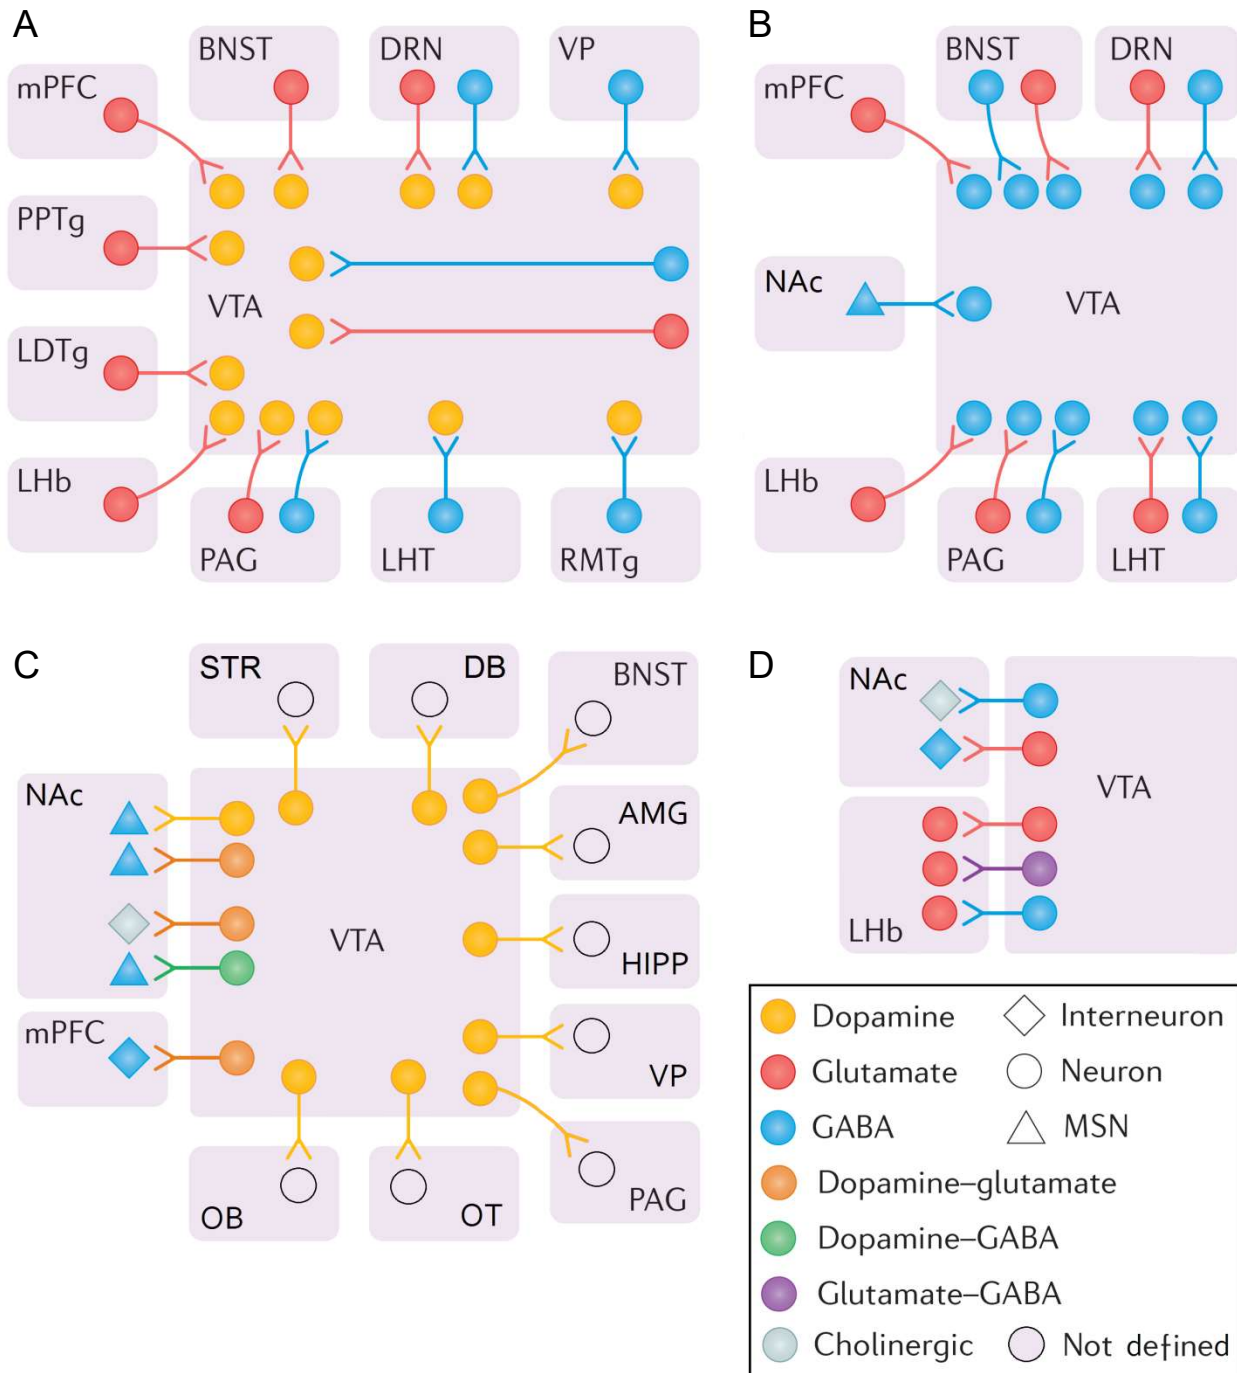 A
BNST
DRN
VP
mPFC
PPTg
VTA
LDTg
LHb
PAG
LHT
RMTg
B
BNST
DRN
mPFC
NAc
VTA
LHb
PAG
LHT
C
STR
DB
BNST
NAc
AMG
VTA
HIPP
mPFC
VP
OB
OT
PAG
D
NAc
VTA
LHb
Dopamine
Interneuron
Glutamate
Neuron
GABA
MSN
Dopamine–glutamate
Dopamine–GABA
Glutamate–GABA
Cholinergic
Not defined